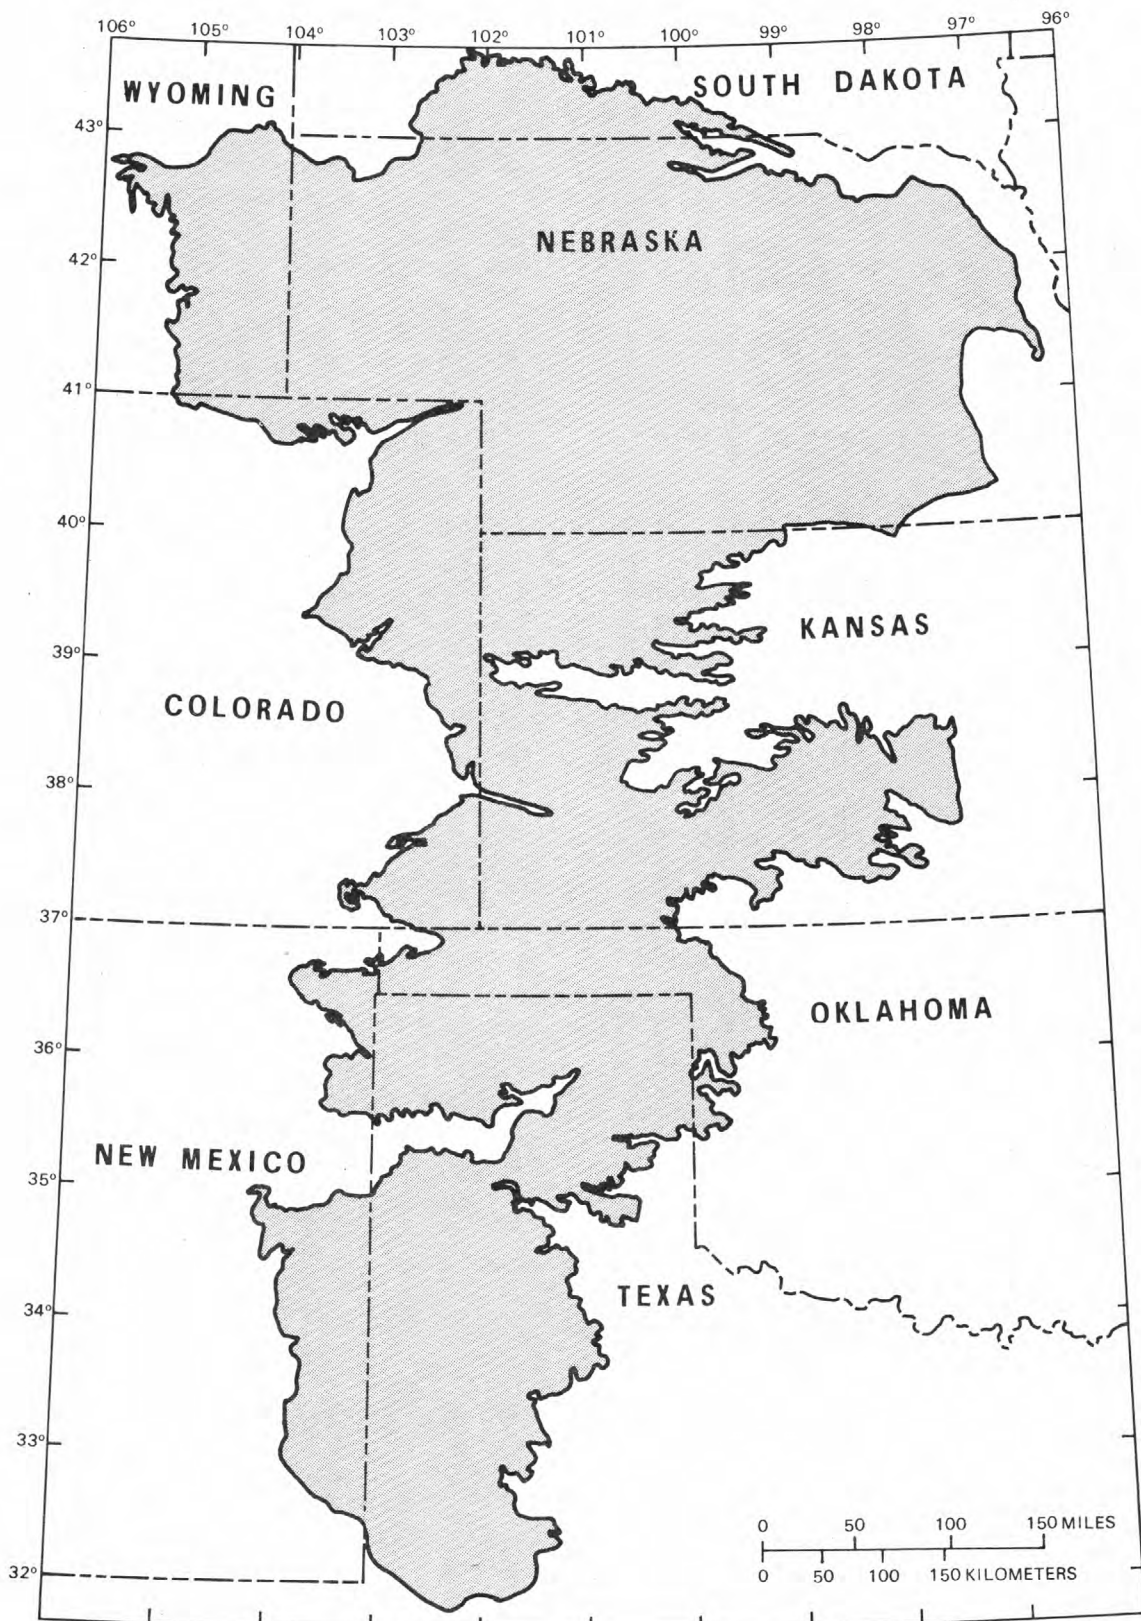 106° 105° 104° 103° 102° 101° 100° 99° 98° 97° 96°
WYOMING
SOUTH DAKOTA
43°
NEBRASKA
42°
41°
40°
KANSAS
39°
COLORADO
38°
37°
OKLAHOMA
36°
NEW MEXICO
35°
TEXAS
34°
33°
0 50 100 150 MILES
32°
0 50 100 150 KILOMETERS